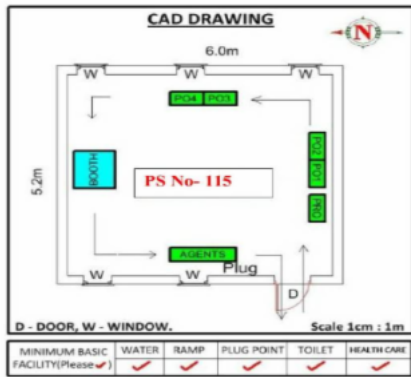 CAD DRAWING
N
6.0m
W W W
PO4 PO3
5.2m
BOOTH
PS No- 115
PO2
PO1
PRO
AGENTS
Plug
W W
D
D - DOOR, W - WINDOW. Scale 1cm : 1m
MINIMUM BASIC FACILITY(Please✔) WATER RAMP PLUG POINT TOILET HEALTH CARE
✔ ✔ ✔ ✔ ✔